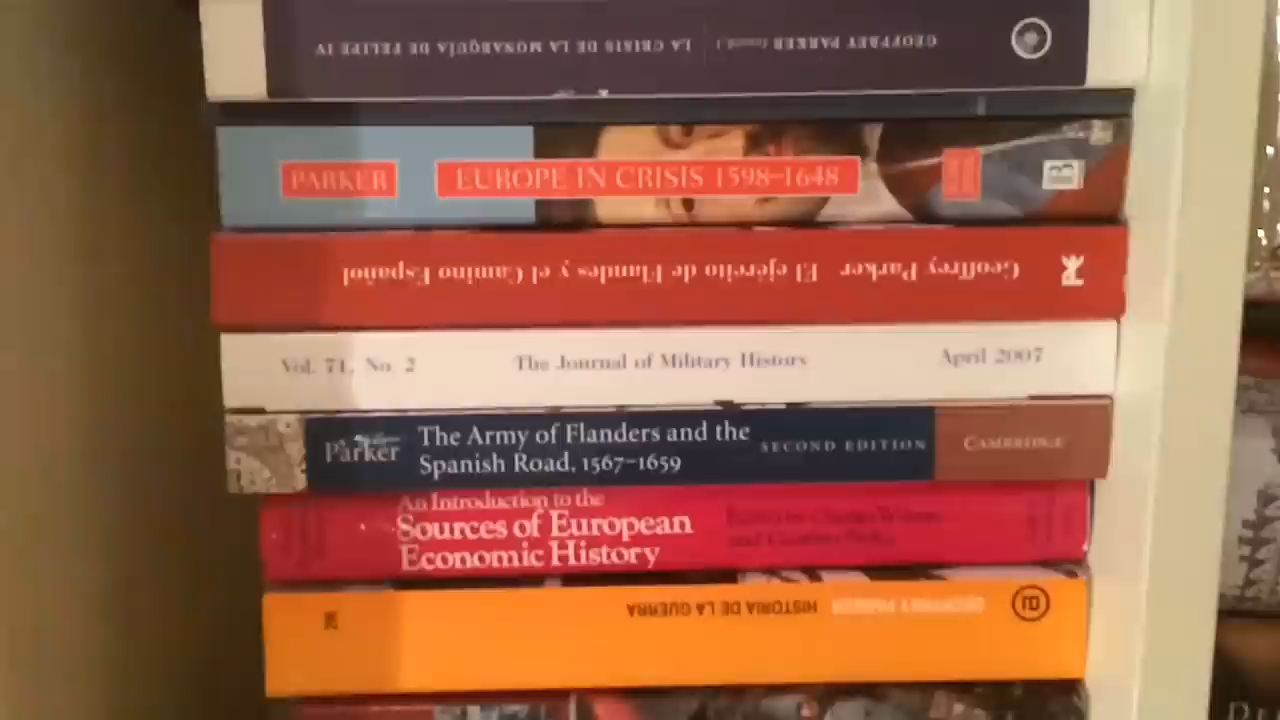 GEOFFREY PARKER (coord.) LA CRISIS DE LA MONARQUÍA DE FELIPE IV
PARKER EUROPE IN CRISIS 1598–1648
Geoffrey Parker El ejército de Flandes y el Camino Español
Vol. 71, No. 2 The Journal of Military History April 2007
Parker The Army of Flanders and the Spanish Road, 1567–1659 SECOND EDITION CAMBRIDGE
An Introduction to the
Sources of European
Economic History
GEOFFREY PARKER HISTORIA DE LA GUERRA